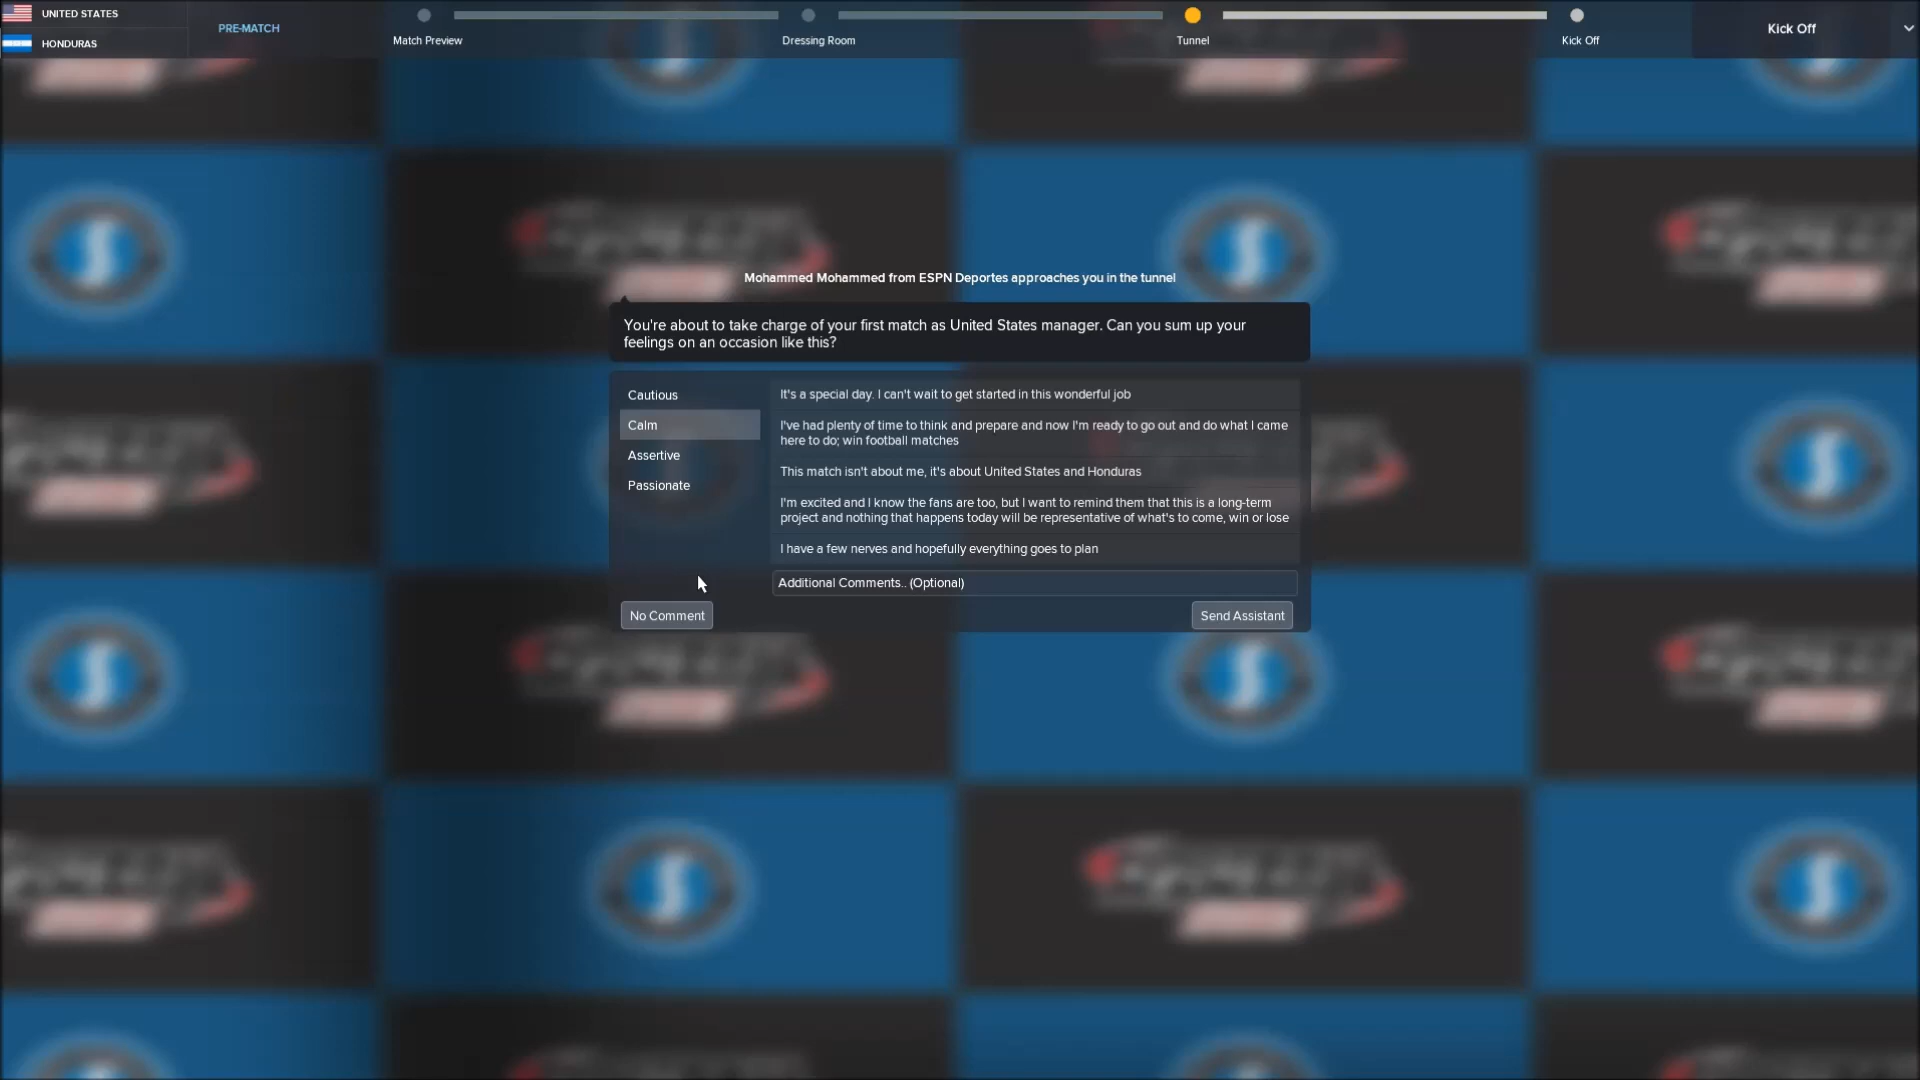 UNITED STATES
HONDURAS
PRE-MATCH
Match Preview
Dressing Room
Tunnel
Kick Off
Kick Off
Mohammed Mohammed from ESPN Deportes approaches you in the tunnel
You're about to take charge of your first match as United States manager. Can you sum up your
feelings on an occasion like this?
Cautious
Calm
Assertive
Passionate
It's a special day. I can't wait to get started in this wonderful job
I've had plenty of time to think and prepare and now I'm ready to go out and do what I came
here to do; win football matches
This match isn't about me, it's about United States and Honduras
I'm excited and I know the fans are too, but I want to remind them that this is a long-term
project and nothing that happens today will be representative of what's to come, win or lose
I have a few nerves and hopefully everything goes to plan
Additional Comments.. (Optional)
No Comment
Send Assistant